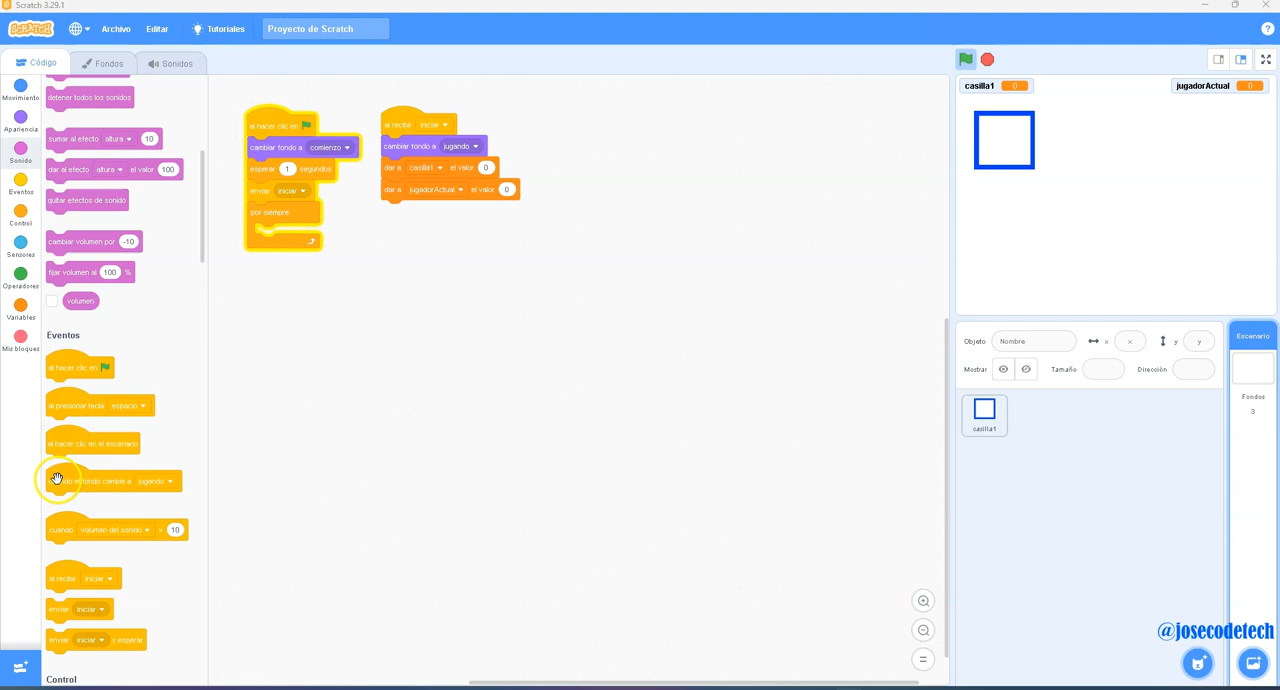 Scratch 3.29.1
SCRATCH
Archivo
Editar
Tutoriales
Proyecto de Scratch
Código
Fondos
Sonidos
Movimiento
Apariencia
Sonido
Eventos
Control
Sensores
Operadores
Variables
Mis bloques
detener todos los sonidos
sumar al efecto altura 10
dar al efecto altura el valor 100
quitar efectos de sonido
cambiar volumen por -10
fijar volumen al 100 %
volumen
Eventos
al hacer clic en
al presionar tecla espacio
al hacer clic en el escenario
el fondo cambie a jugando
cuando volumen del sonido > 10
al recibir iniciar
enviar iniciar
enviar iniciar y esperar
Control
al hacer clic en
cambiar fondo a comienzo
esperar 1 segundos
enviar iniciar
por siempre
al recibir iniciar
cambiar fondo a jugando
dar a casilla1 el valor 0
dar a jugadorActual el valor 0
casilla1 0
jugadorActual 0
Objeto Nombre x x y y
Mostrar Tamaño Dirección
casilla1
Escenario
Fondos
3
@josecodetech